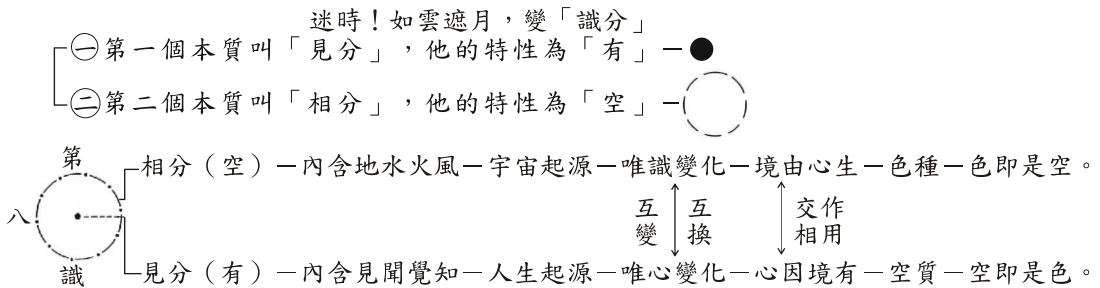 迷時！如雲遮月，變「識分」
㊀第一個本質叫「見分」，他的特性為「有」－●
㊁第二個本質叫「相分」，他的特性為「空」－
第八識
相分（空）－內含地水火風－宇宙起源－唯識變化－境由心生－色種－色即是空。
互變
互換
交作相用
見分（有）－內含見聞覺知－人生起源－唯心變化－心因境有－空質－空即是色。